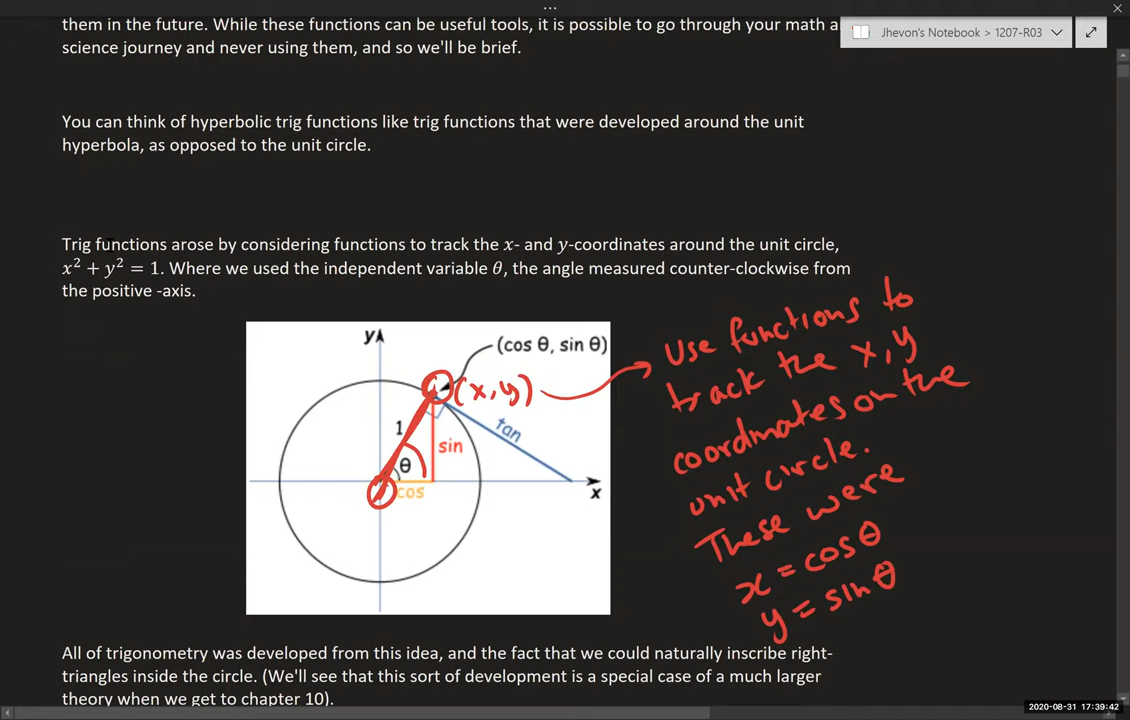 them in the future. While these functions can be useful tools, it is possible to go through your math a
science journey and never using them, and so we'll be brief.
Jhevon's Notebook > 1207-R03
You can think of hyperbolic trig functions like trig functions that were developed around the unit
hyperbola, as opposed to the unit circle.
Trig functions arose by considering functions to track the x- and y-coordinates around the unit circle,
x² + y² = 1. Where we used the independent variable θ, the angle measured counter-clockwise from
the positive -axis.
y
(cos θ, sin θ)
(x, y)
1
tan
sin
θ
cos
x
Use functions to
track the x, y
coordinates on the
unit circle.
These were
x = cos θ
y = sin θ
All of trigonometry was developed from this idea, and the fact that we could naturally inscribe right-
triangles inside the circle. (We'll see that this sort of development is a special case of a much larger
theory when we get to chapter 10).
2020-08-31 17:39:42